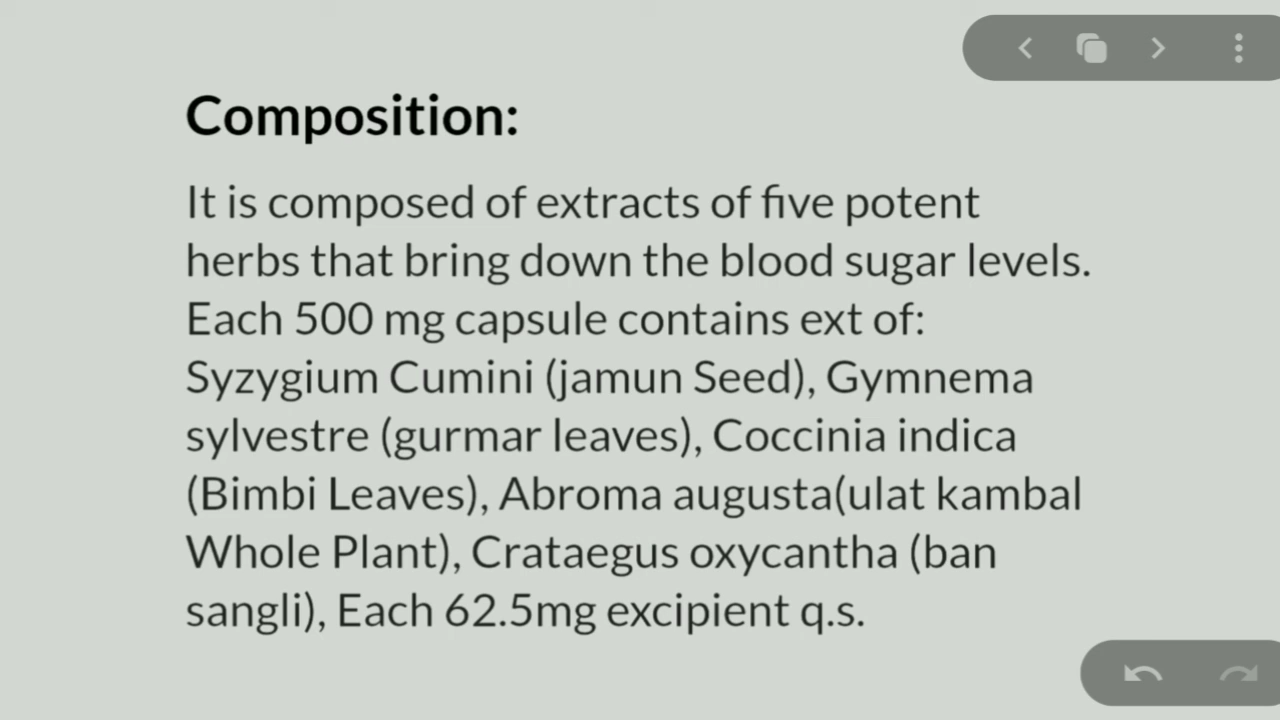 Composition:
It is composed of extracts of five potent
herbs that bring down the blood sugar levels.
Each 500 mg capsule contains ext of:
Syzygium Cumini (jamun Seed), Gymnema
sylvestre (gurmar leaves), Coccinia indica
(Bimbi Leaves), Abroma augusta(ulat kambal
Whole Plant), Crataegus oxycantha (ban
sangli), Each 62.5mg excipient q.s.